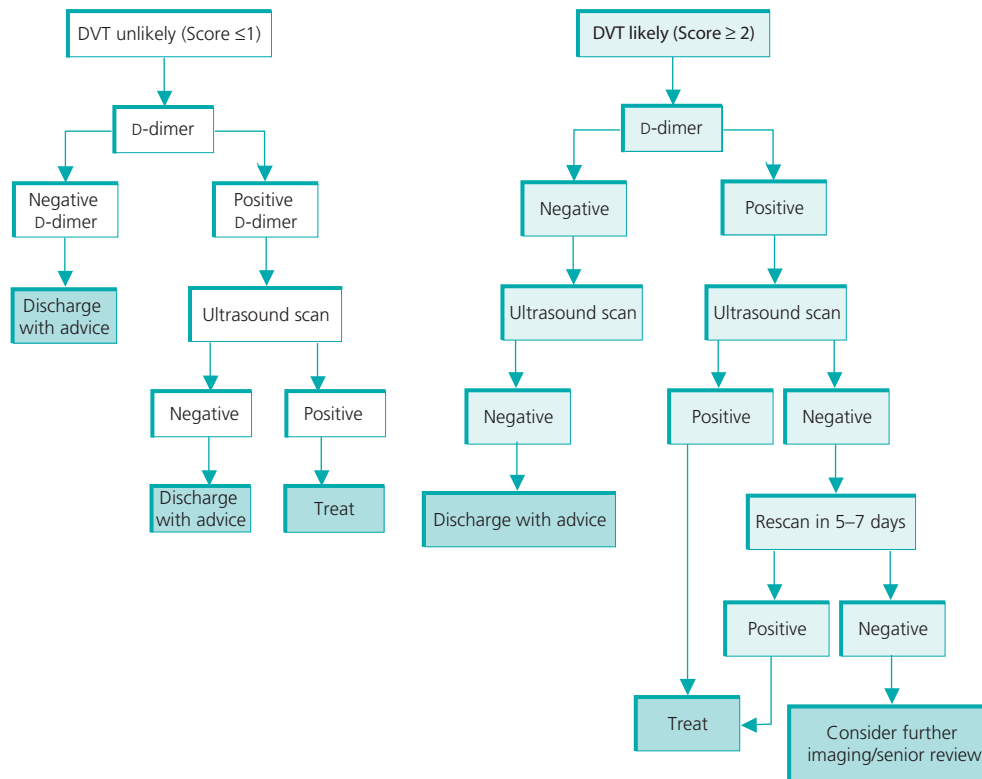 DVT unlikely (Score ≤1)
D-dimer
Negative
D-dimer
Positive
D-dimer
Discharge
with advice
Ultrasound scan
Negative
Positive
Discharge
with advice
Treat
DVT likely (Score ≥ 2)
D-dimer
Negative
Positive
Ultrasound scan
Ultrasound scan
Negative
Positive
Negative
Discharge with advice
Rescan in 5–7 days
Positive
Negative
Treat
Consider further
imaging/senior review